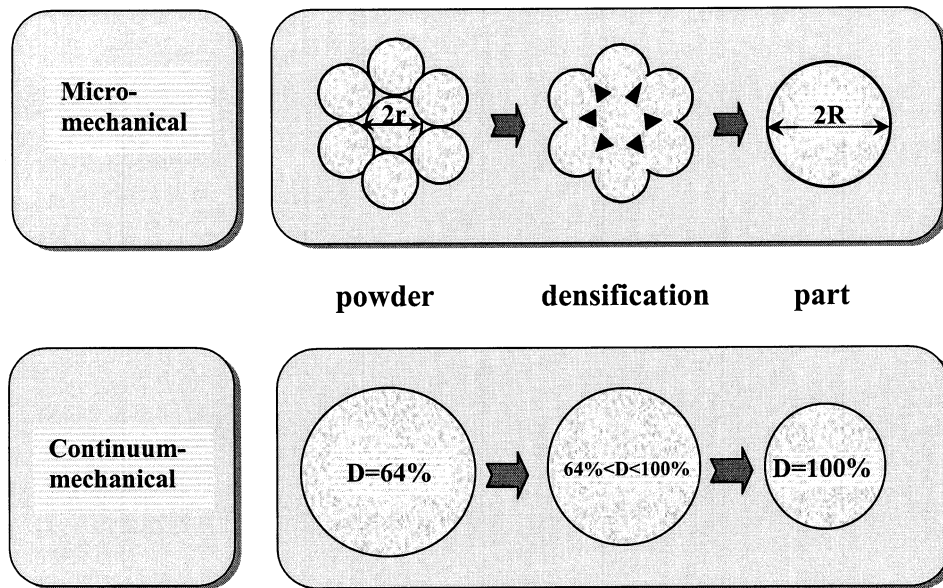 Micro-
mechanical
2r
2R
powder
densification
part
Continuum-
mechanical
D=64%
64%<D<100%
D=100%